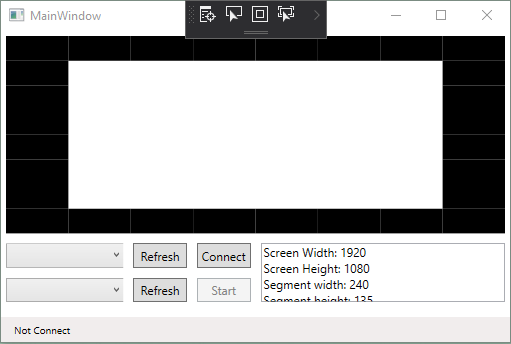 MainWindow
Refresh
Connect
Screen Width: 1920
Screen Height: 1080
Refresh
Start
Segment width: 240
Segment height: 135
Not Connect